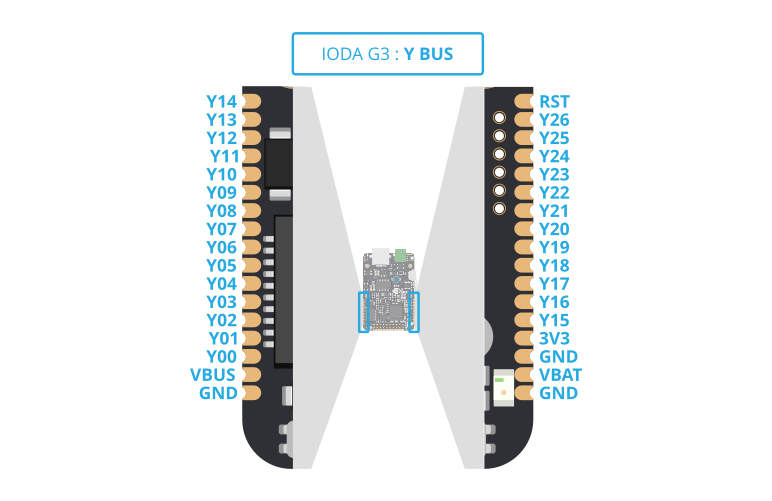 IODA G3 : Y BUS
Y14
Y13
Y12
Y11
Y10
Y09
Y08
Y07
Y06
Y05
Y04
Y03
Y02
Y01
Y00
VBUS
GND
RST
Y26
Y25
Y24
Y23
Y22
Y21
Y20
Y19
Y18
Y17
Y16
Y15
3V3
GND
VBAT
GND